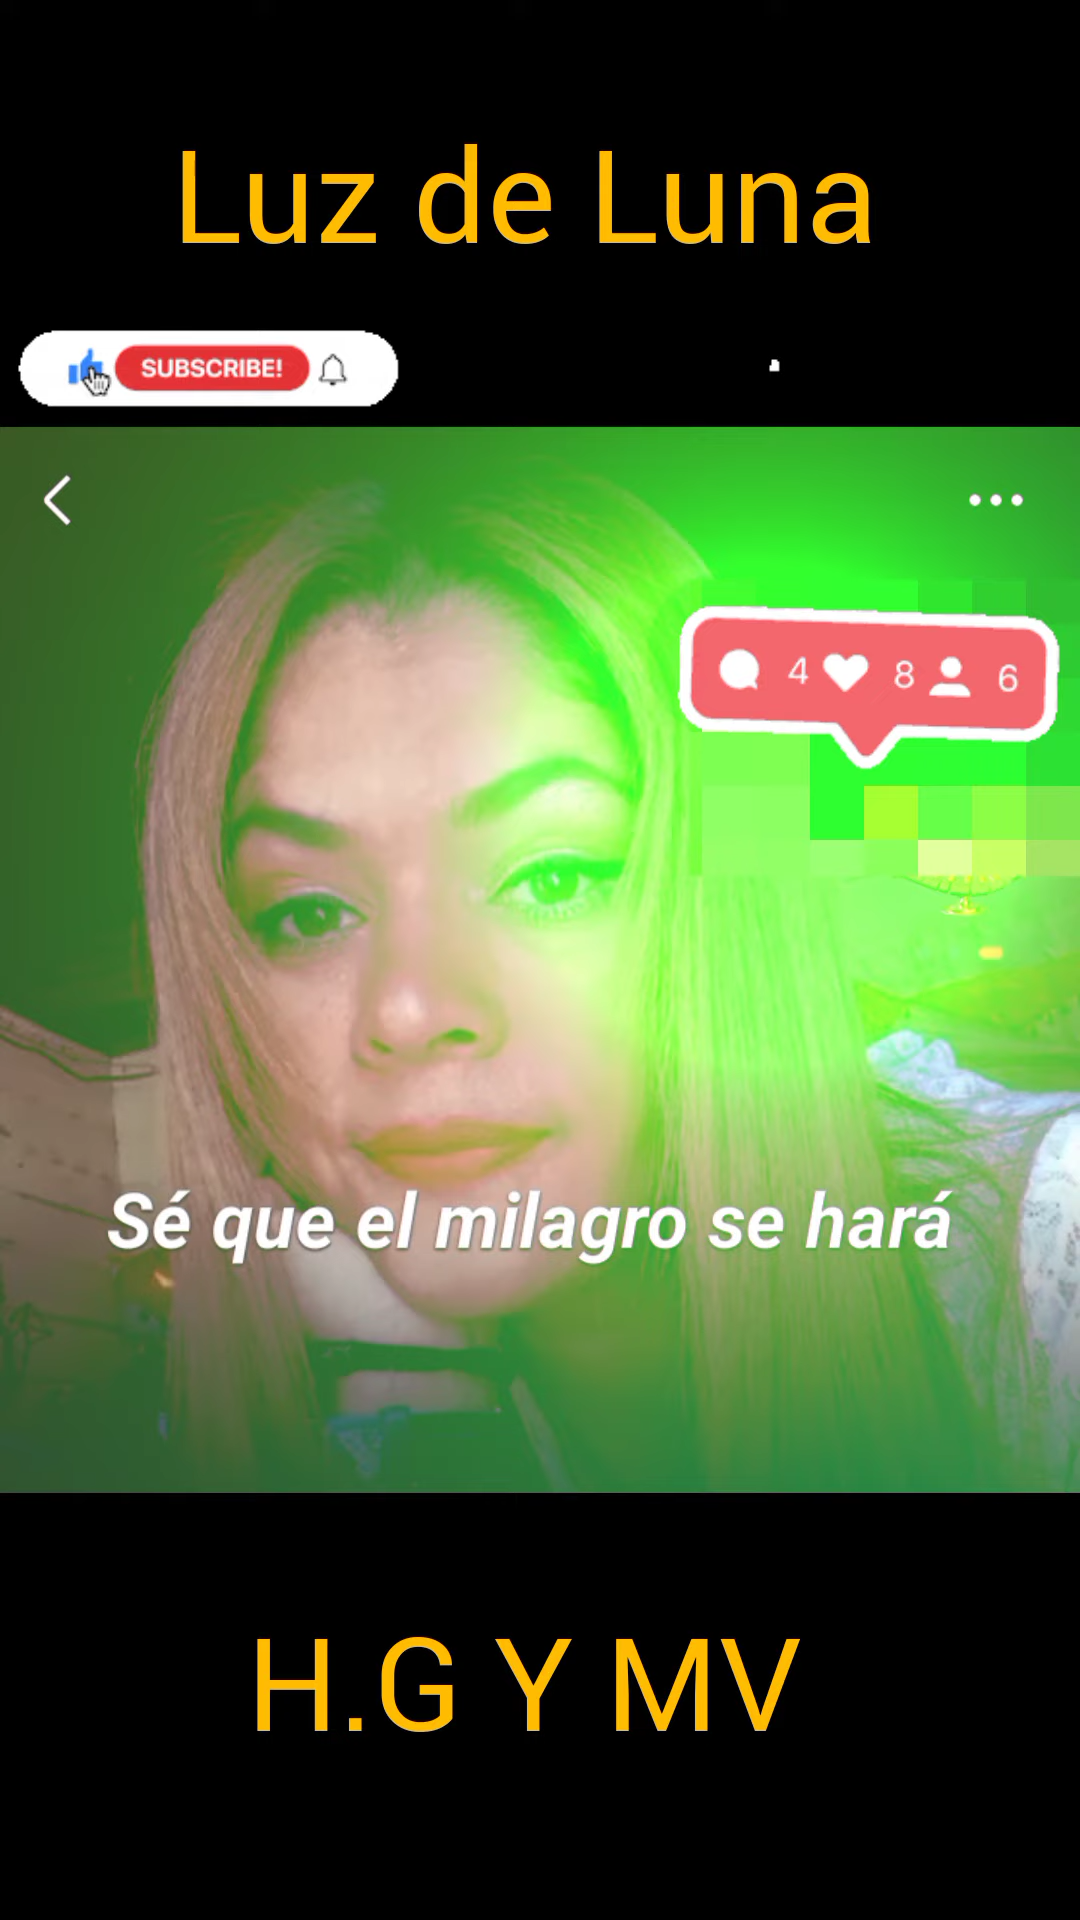 Luz de Luna
SUBSCRIBE!
4 8 6
Sé que el milagro se hará
H.G Y MV